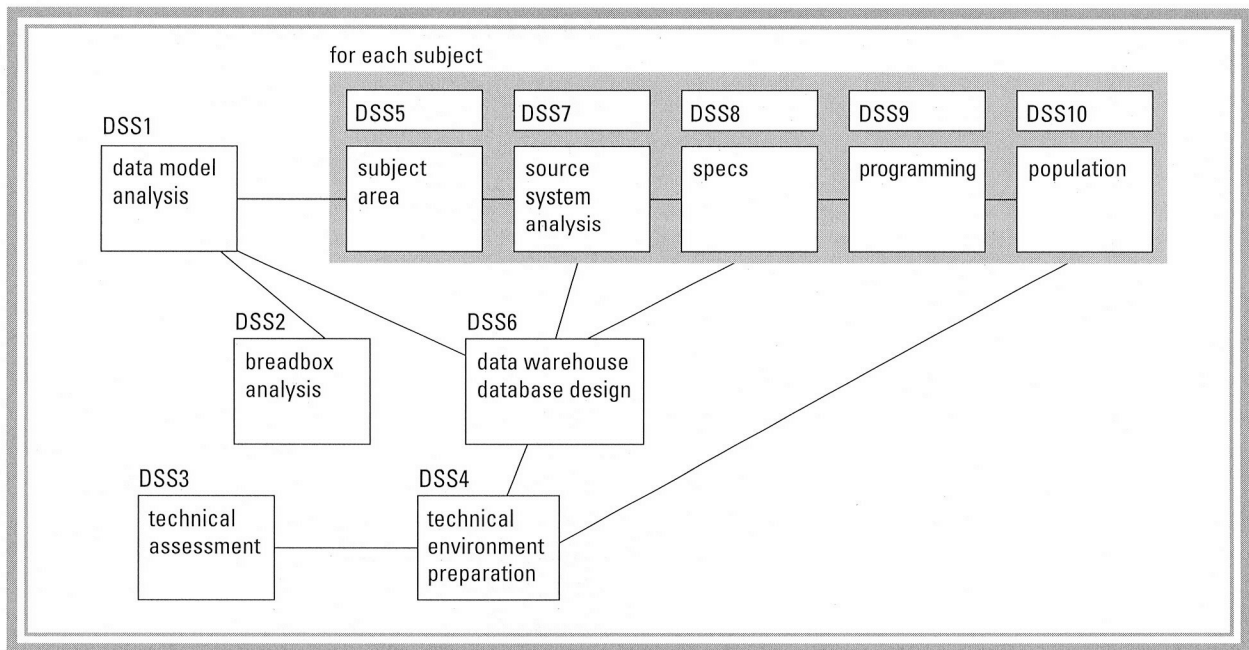 for each subject
DSS5
DSS7
DSS8
DSS9
DSS10
DSS1
data model
analysis
subject
area
source
system
analysis
specs
programming
population
DSS2
breadbox
analysis
DSS6
data warehouse
database design
DSS3
technical
assessment
DSS4
technical
environment
preparation